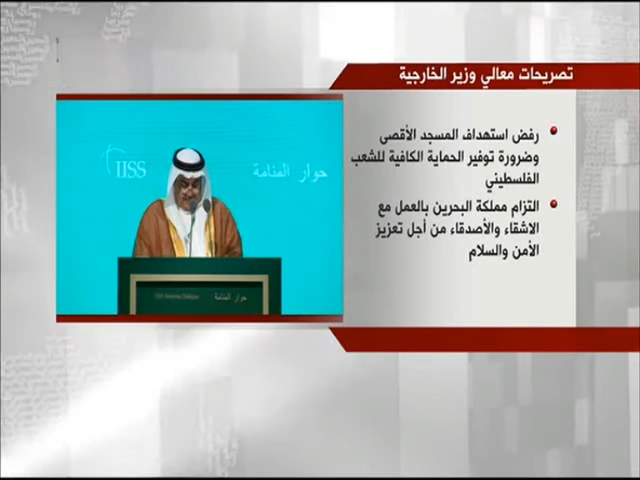 تصريحات معالي وزير الخارجية
رفض استهداف المسجد الأقصى
وضرورة توفير الحماية الكافية للشعب
الفلسطيني
التزام مملكة البحرين بالعمل مع
الاشقاء والأصدقاء من أجل تعزيز
الأمن والسلام
IISS
حوار المنامة
حوار المنامة